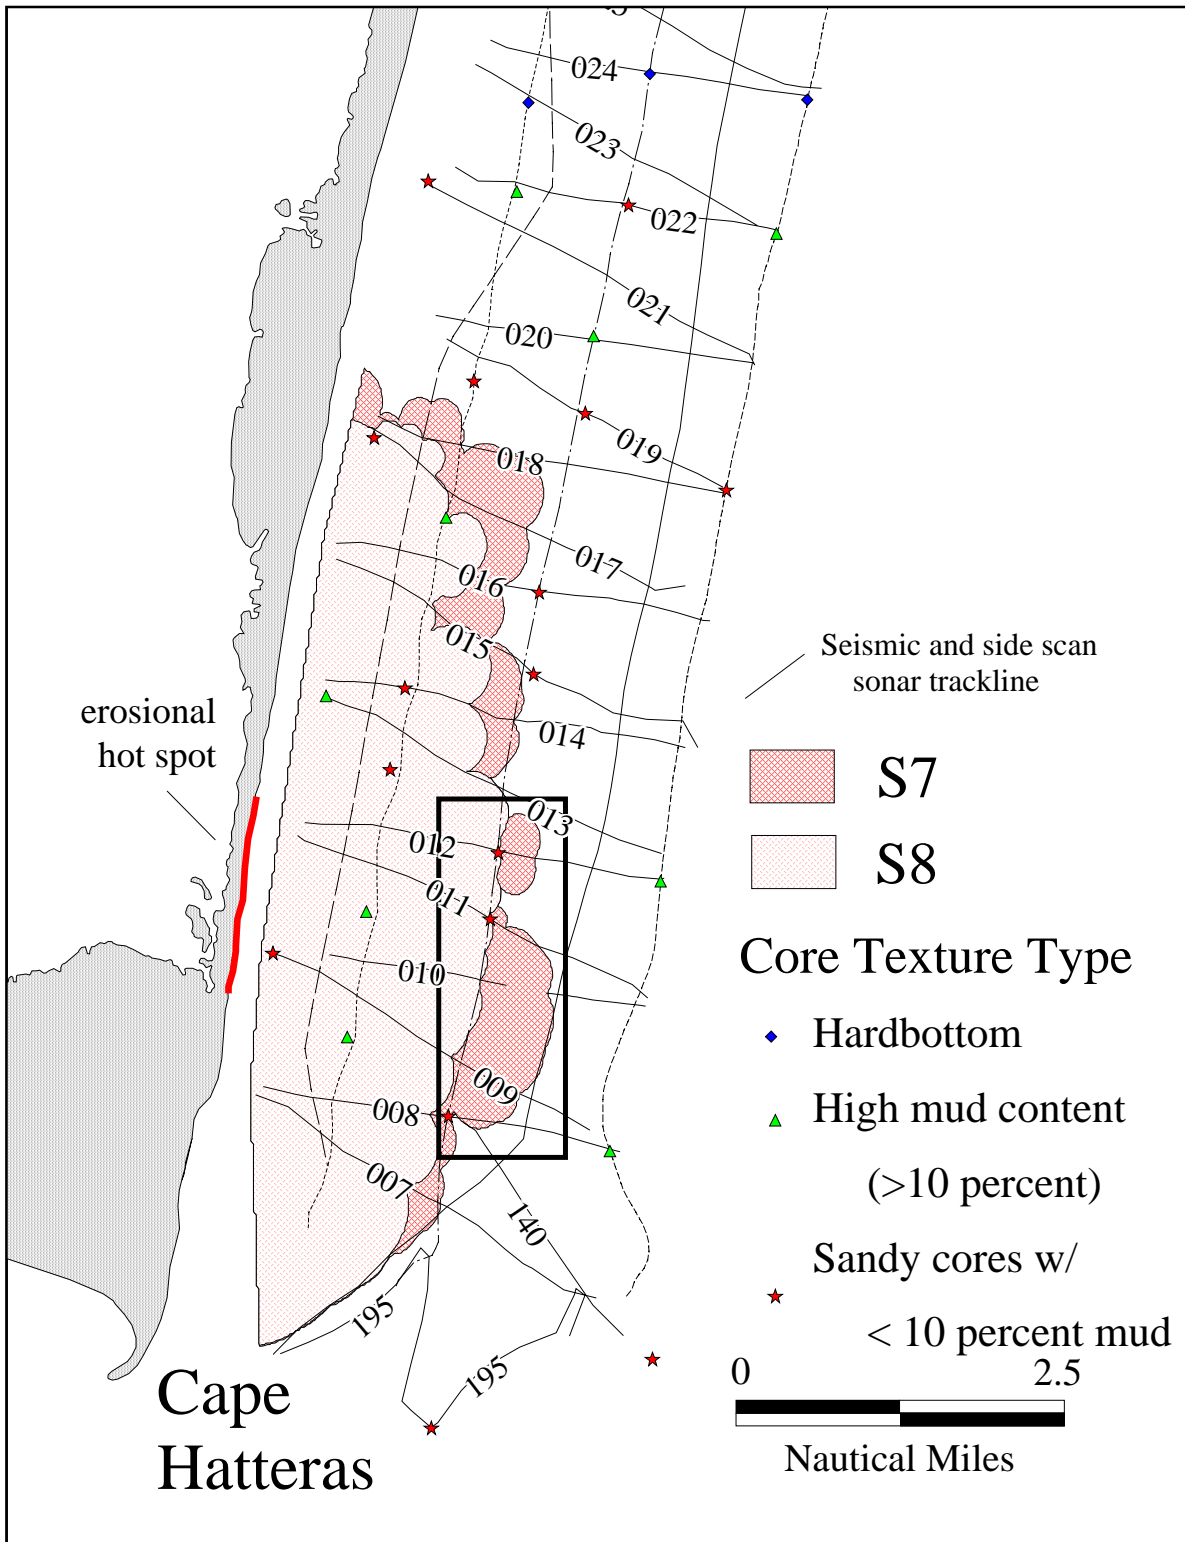 024
023
022
021
020
019
018
017
016
015
014
013
012
011
010
009
008
007
140
195
195
erosional
hot spot
Seismic and side scan
sonar trackline
S7
S8
Core Texture Type
Hardbottom
High mud content
(>10 percent)
Sandy cores w/
< 10 percent mud
0 2.5
Nautical Miles
Cape
Hatteras